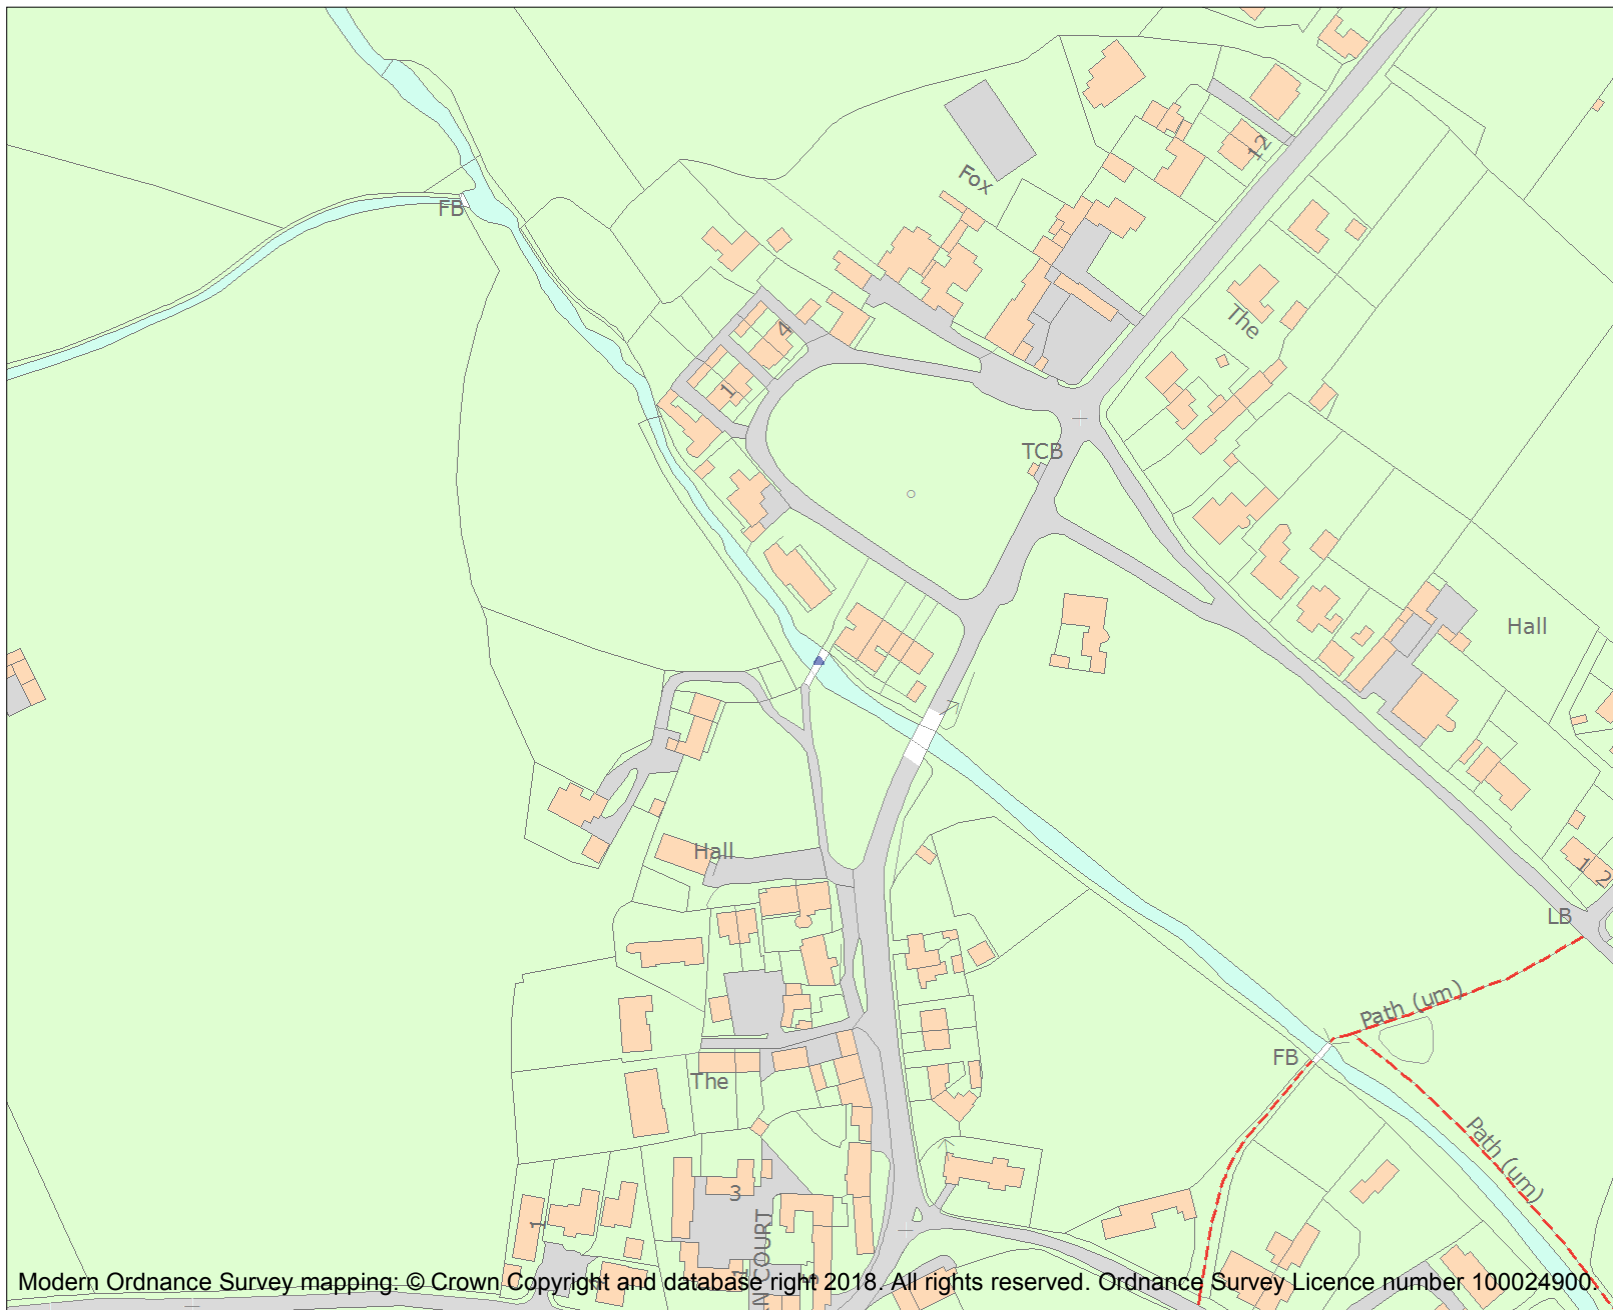 12
Fox
FB
The
4
1
TCB
Hall
Hall
1
2
LB
Path (um)
FB
The
Path (um)
3
1
N COURT
Modern Ordnance Survey mapping: © Crown Copyright and database right 2018. All rights reserved. Ordnance Survey Licence number 100024900.